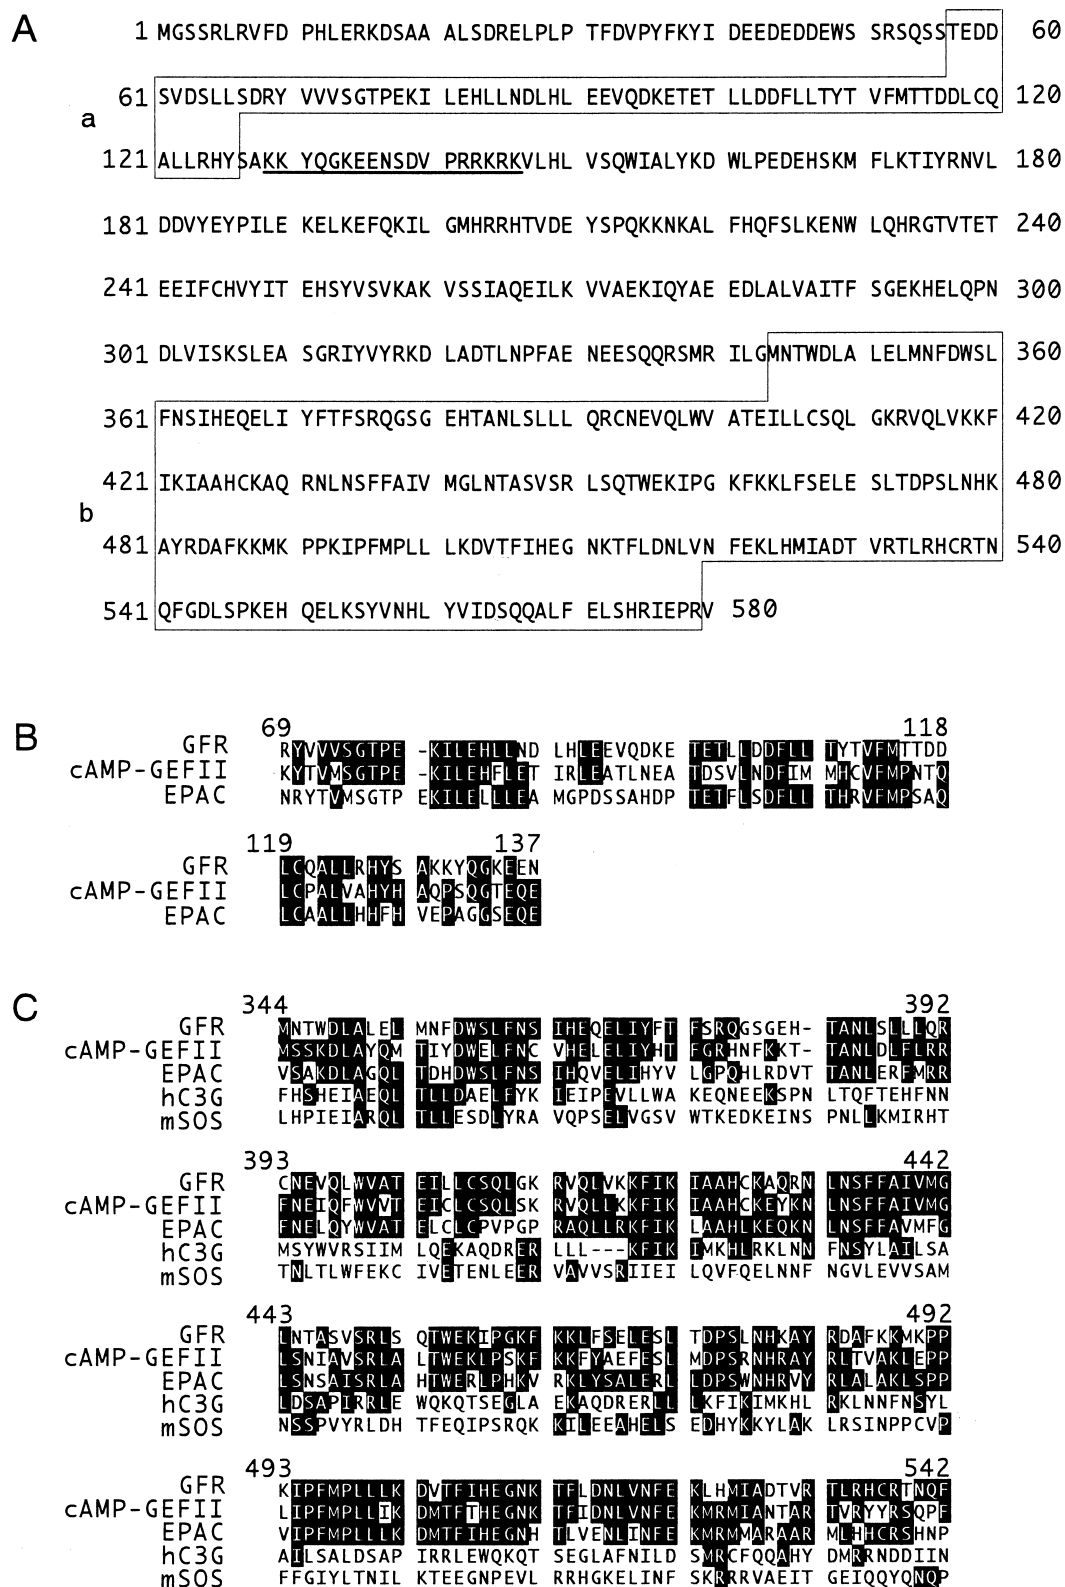 A
1 MGSSRLRVFD PHLERKDSAA ALSDRELPLP TFDVPYFKYI DEEDEDDEWS SRSQSSTEDD 60
61 SVDSLLSDRY VVVSGTPEKI LEHLLNDLHL EEVQDKETET LLDDFLLTYT VFMTTDDLCQ 120
a
121 ALLRHYSAKK YQGKEENSDV PRRKRKVLHL VSQWIALYKD WLPEDEHSKM FLKTIYRNVL 180
181 DDVYEYPILE KELKEFQKIL GMHRRHTVDE YSPQKKNKAL FHQFSLKENW LQHRGTVTET 240
241 EEIFCHVYIT EHSYVSVKAK VSSIAQEILK VVAEKIQYAE EDLALVAITF SGEKHELQPN 300
301 DLVISKSLEA SGRIYVYRKD LADTLNPFAE NEESQQRSMR ILGMNTWDLA LELMNFDWSL 360
361 FNSIHEQELI YFTFSRQGSG EHTANLSLLL QRCNEVQLWV ATEILLCSQL GKRVQLVKKF 420
421 IKIAAHCKAQ RNLNSFFAIV MGLNTASVSR LSQTWEKIPG KFKKLFSELE SLTDPSLNHK 480
b
481 AYRDAFKKMK PPKIPFMPLL LKDVTFIHEG NKTFLDNLVN FEKLHMIADT VRTLRHCRTN 540
541 QFGDLSPKEH QELKSYVNHL YVIDSQQALF ELSHRIEPRV 580
B
69 118
GFR RYVVVSGTPE -KILEHLLND LHLEEVQDKE TETLLDDFLL TYTVFMTTDD
cAMP-GEFII KYTVMSGTPE -KILEHFLET IRLEATLNEA TDSVLNDFIM MHCVFMPNTQ
EPAC NRYTVMSGTP EKILELLLEA MGPDSSAHDP TETFLSDFLL THRVFMPSAQ
119 137
GFR LCQALLRHYS AKKYQGKEEN
cAMP-GEFII LCPALVAHYH AQPSQGTEQE
EPAC LCAALLHHFH VEPAGGSEQE
C
344 392
GFR MNTWDLALEL MNFDWSLFNS IHEQELIYFT FSRQGSGEH- TANLSLLLQR
cAMP-GEFII MSSKDLAYQM TIYDWELFNC VHELELIYHT FGRHNFKKT- TANLDLFLRR
EPAC VSAKDLAGQL TDHDWSLFNS IHQVELIHYV LGPQHLRDVT TANLERFMRR
hC3G FHSHEIAEQL TLLDAELFYK IEIPEVLLWA KEQNEEKSPN LTQFTEHFNN
mSOS LHPIEIARQL TLLESDLYRA VQPSELVGSV WTKEDKEINS PNLLKMIRHT
393 442
GFR CNEVQLWVAT EILLCSQLGK RVQLVKKFIK IAAHCKAQRN LNSFFAIVMG
cAMP-GEFII FNEIQFWVVT EICLCSQLSK RVQLLKKFIK IAAHCKEYKN LNSFFAIVMG
EPAC FNELQYWVAT ELCLCPVPGP RAQLLRKFIK LAAHLKEQKN LNSFFAVMFG
hC3G MSYWVRSIIM LQEKAQDRER LLL---KFIK IMKHLRKLNN FNSYLAILSA
mSOS TNLTLWFEKC IVETENLEER VAVVSRIIEI LQVFQELNNF NGVLEVVSAM
443 492
GFR LNTASVSRLS QTWEKIPGKF KKLFSELESL TDPSLNHKAY RDAFKKMKPP
cAMP-GEFII LSNIAVSRLA LTWEKLPSKF KKFYAEFESL MDPSRNHRAY RLTVAKLEPP
EPAC LSNSAISRLA HTWERLPHKV RKLYSALERL LDPSWNHRVY RLALAKLSPP
hC3G LDSAPIRRLE WQKQTSEGLA EKAQDRERLL LKFIKIMKHL RKLNNFNSYL
mSOS NSSPVYRLDH TFEQIPSRQK KILEEAHELS EDHYKKYLAK LRSINPPCVP
493 542
GFR KIPFMPLLLK DVTFIHEGNK TFLDNLVNFE KLHMIADTVR TLRHCRTNQF
cAMP-GEFII LIPFMPLLIK DMTFTHEGNK TFIDNLVNFE KMRMIANTAR TVRYYRSQPF
EPAC VIPFMPLLLK DMTFIHEGNH TLVENLINFE KMRMMARAAR MLHHCRSHNP
hC3G AILSALDSAP IRRLEWQKQT SEGLAFNILD SMRCFQQAHY DMRRNDDIIN
mSOS FFGIYLTNIL KTEEGNPEVL RRHGKELINF SKRRRVAEIT GEIQQYQNQP